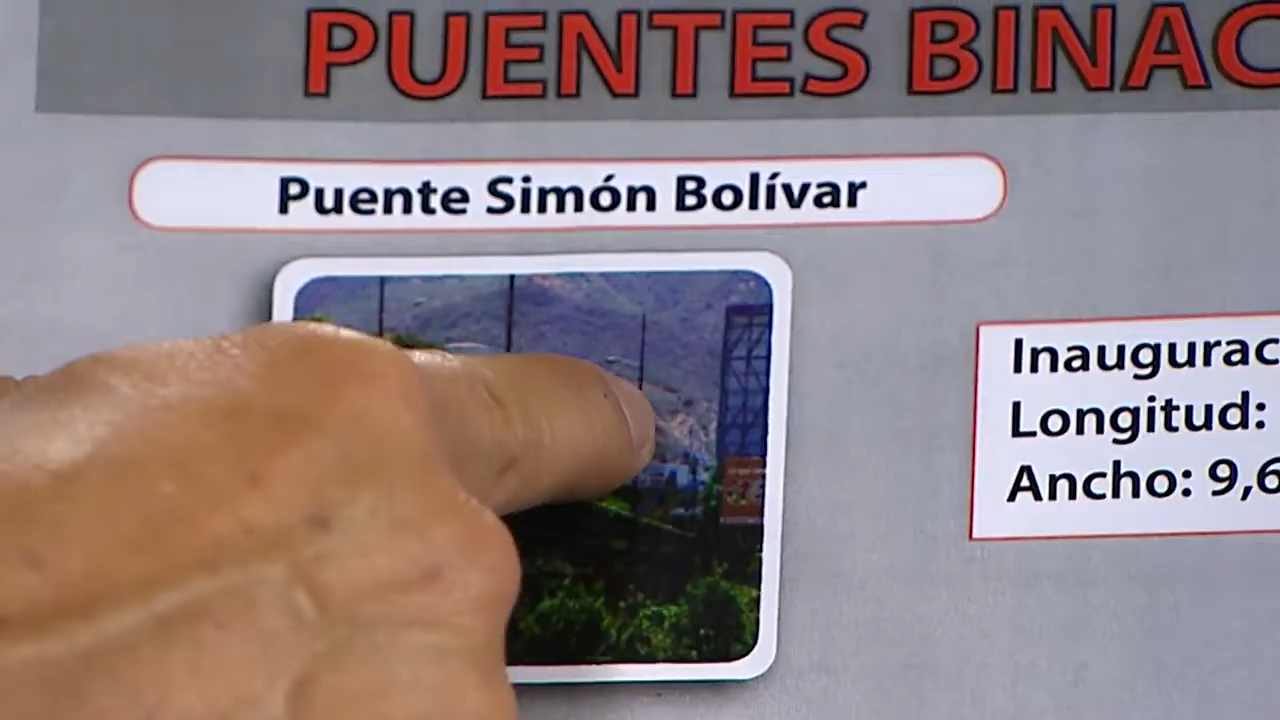 PUENTES BINAC
Puente Simón Bolívar
Inaugurac
Longitud:
Ancho: 9,6